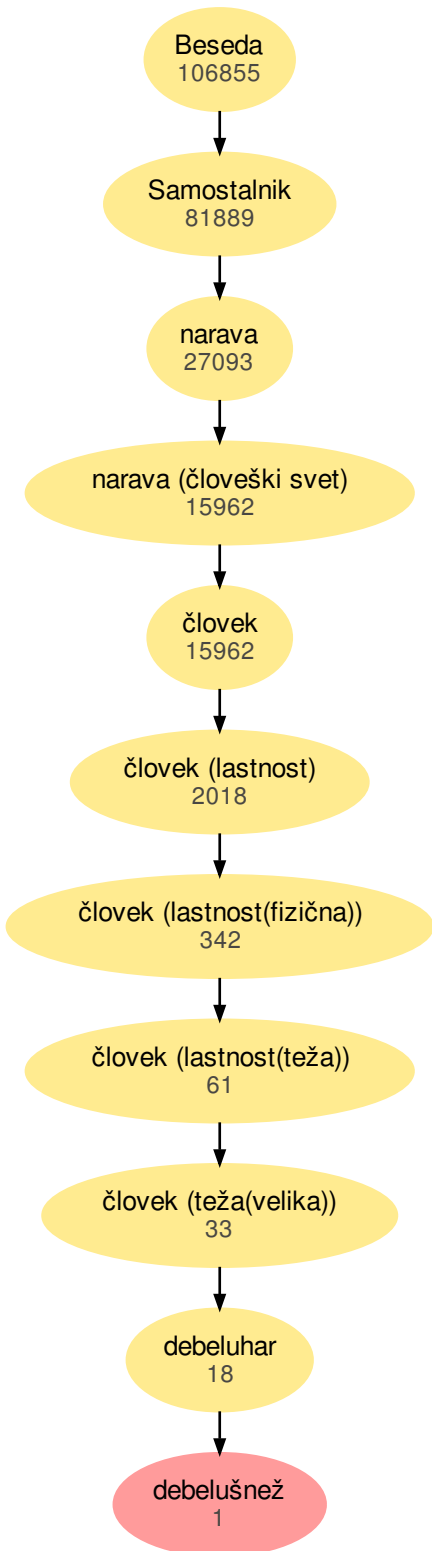 Beseda
106855
Samostalnik
81889
narava
27093
narava (človeški svet)
15962
človek
15962
človek (lastnost)
2018
človek (lastnost(fizična))
342
človek (lastnost(teža))
61
človek (teža(velika))
33
debeluhar
18
debelušnež
1